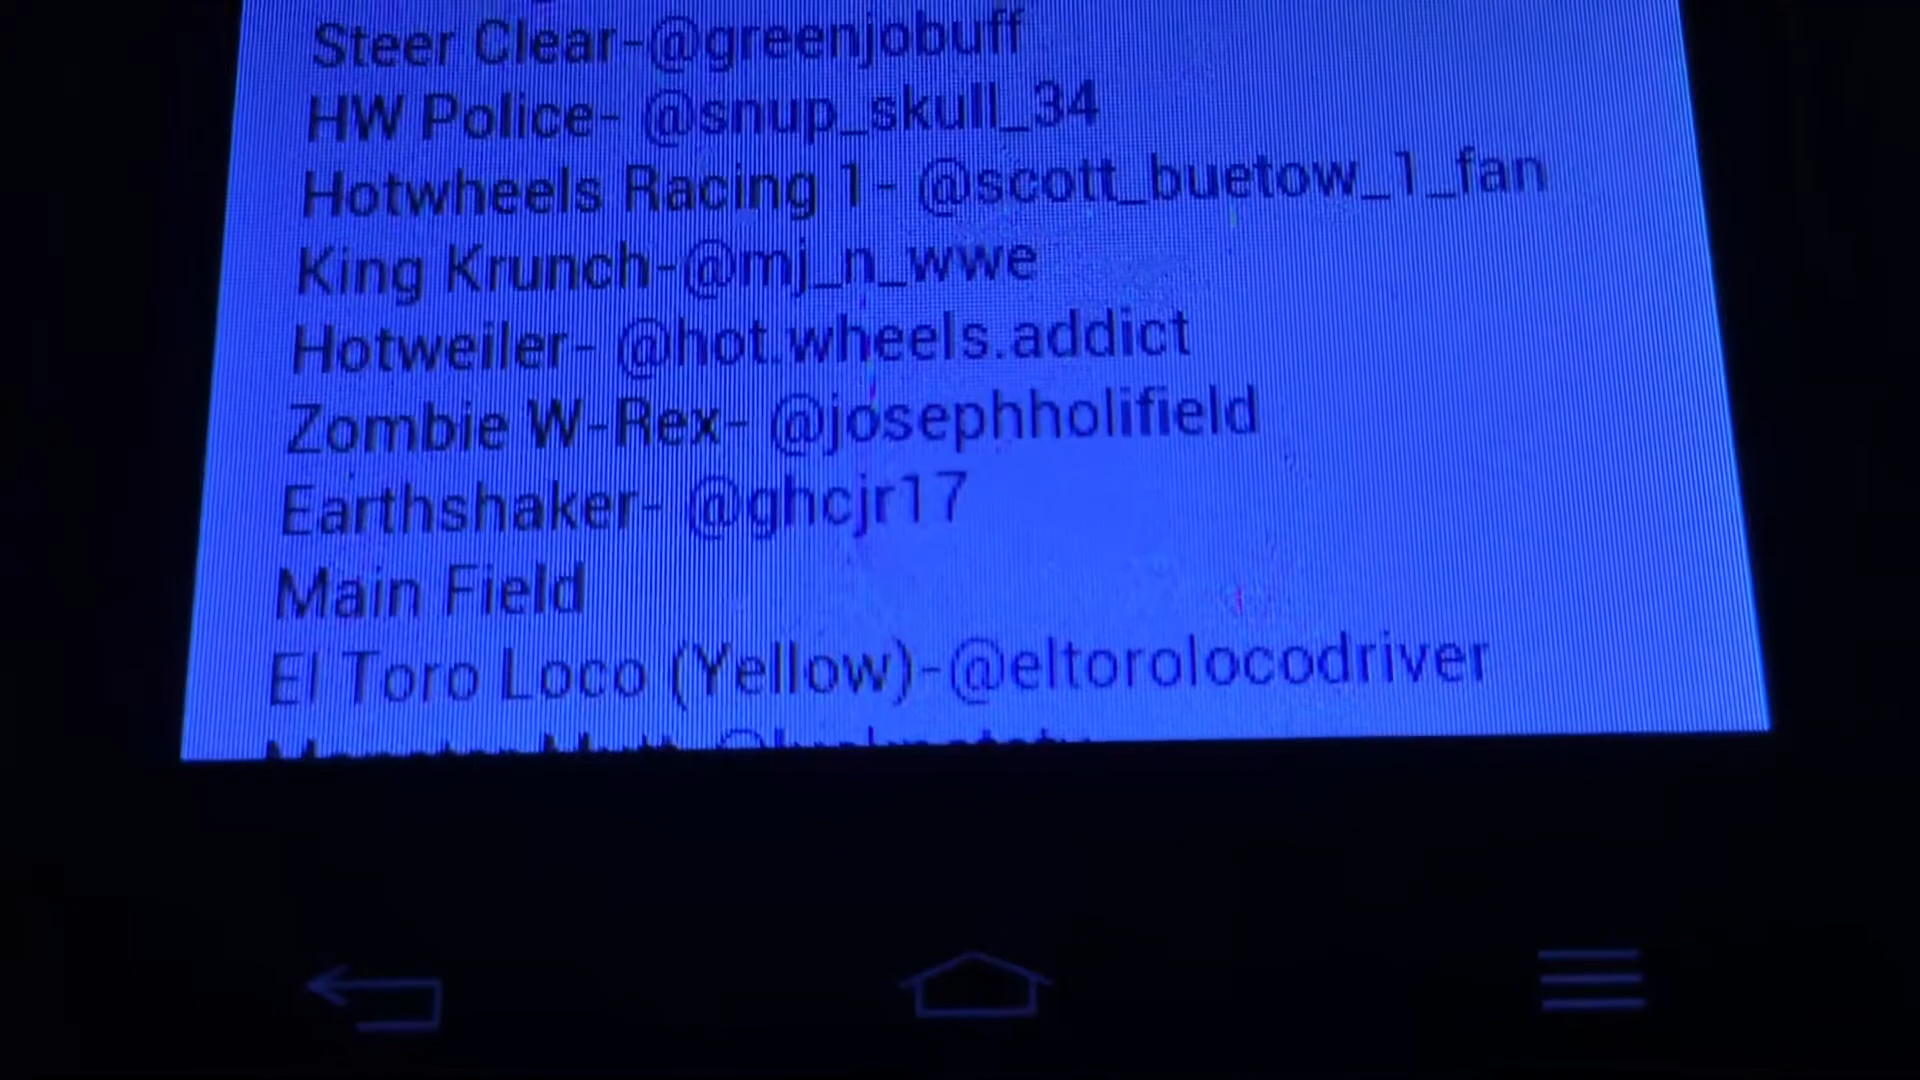 Steer Clear-@greenjobuff
HW Police- @snup_skull_34
Hotwheels Racing 1- @scott_buetow_1_fan
King Krunch-@mj_n_wwe
Hotweiler- @hot.wheels.addict
Zombie W-Rex- @josephholifield
Earthshaker- @ghcjr17
Main Field
El Toro Loco (Yellow)-@eltorolocodriver